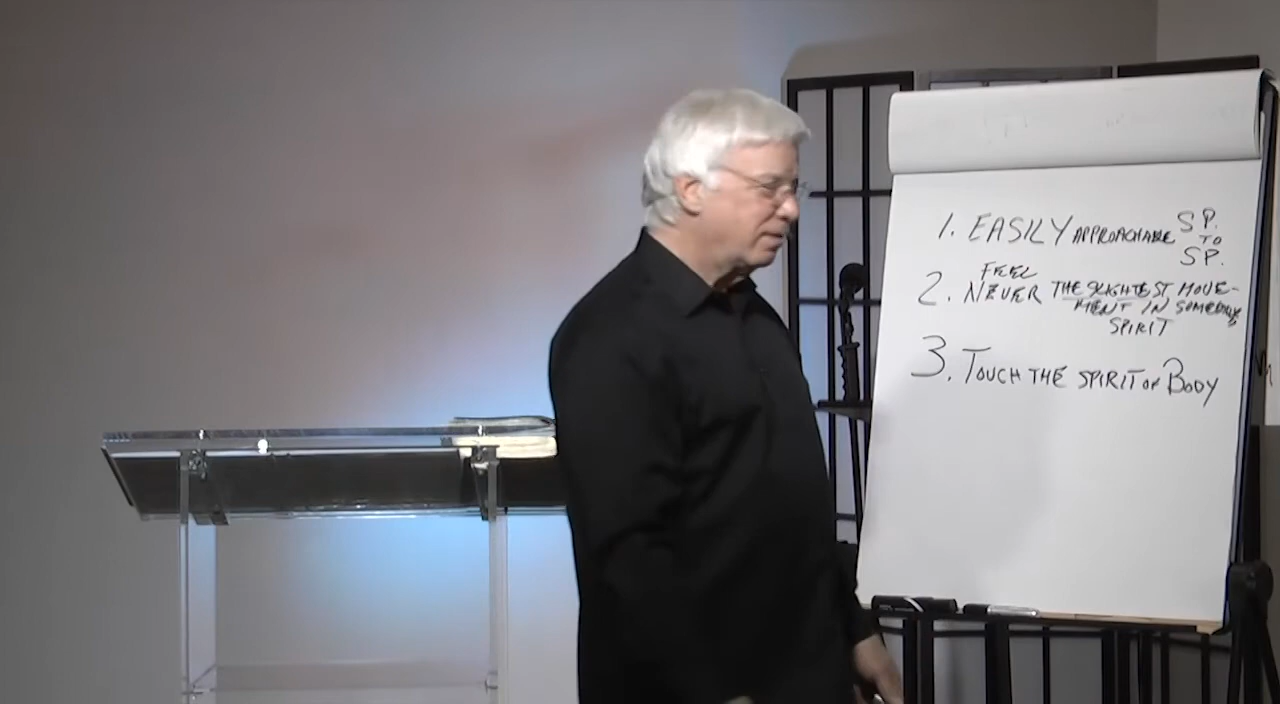 1. EASILY APPROACHABLE SP. TO SP.
FEEL
2. NEVER THE SLIGHTEST MOVE-
MENT IN SOMEBODY'S
SPIRIT
3. TOUCH THE SPIRIT OF BODY